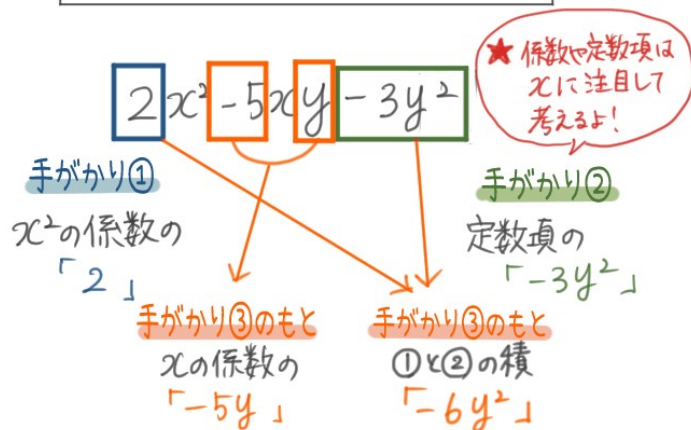 ★係数や定数項は
xに注目して
考えるよ!
2x²-5xy-3y²
手がかり①
x²の係数の
「2」
手がかり②
定数項の
「-3y²」
手がかり③のもと
xの係数の
「-5y」
手がかり③のもと
①と②の積
「-6y²」